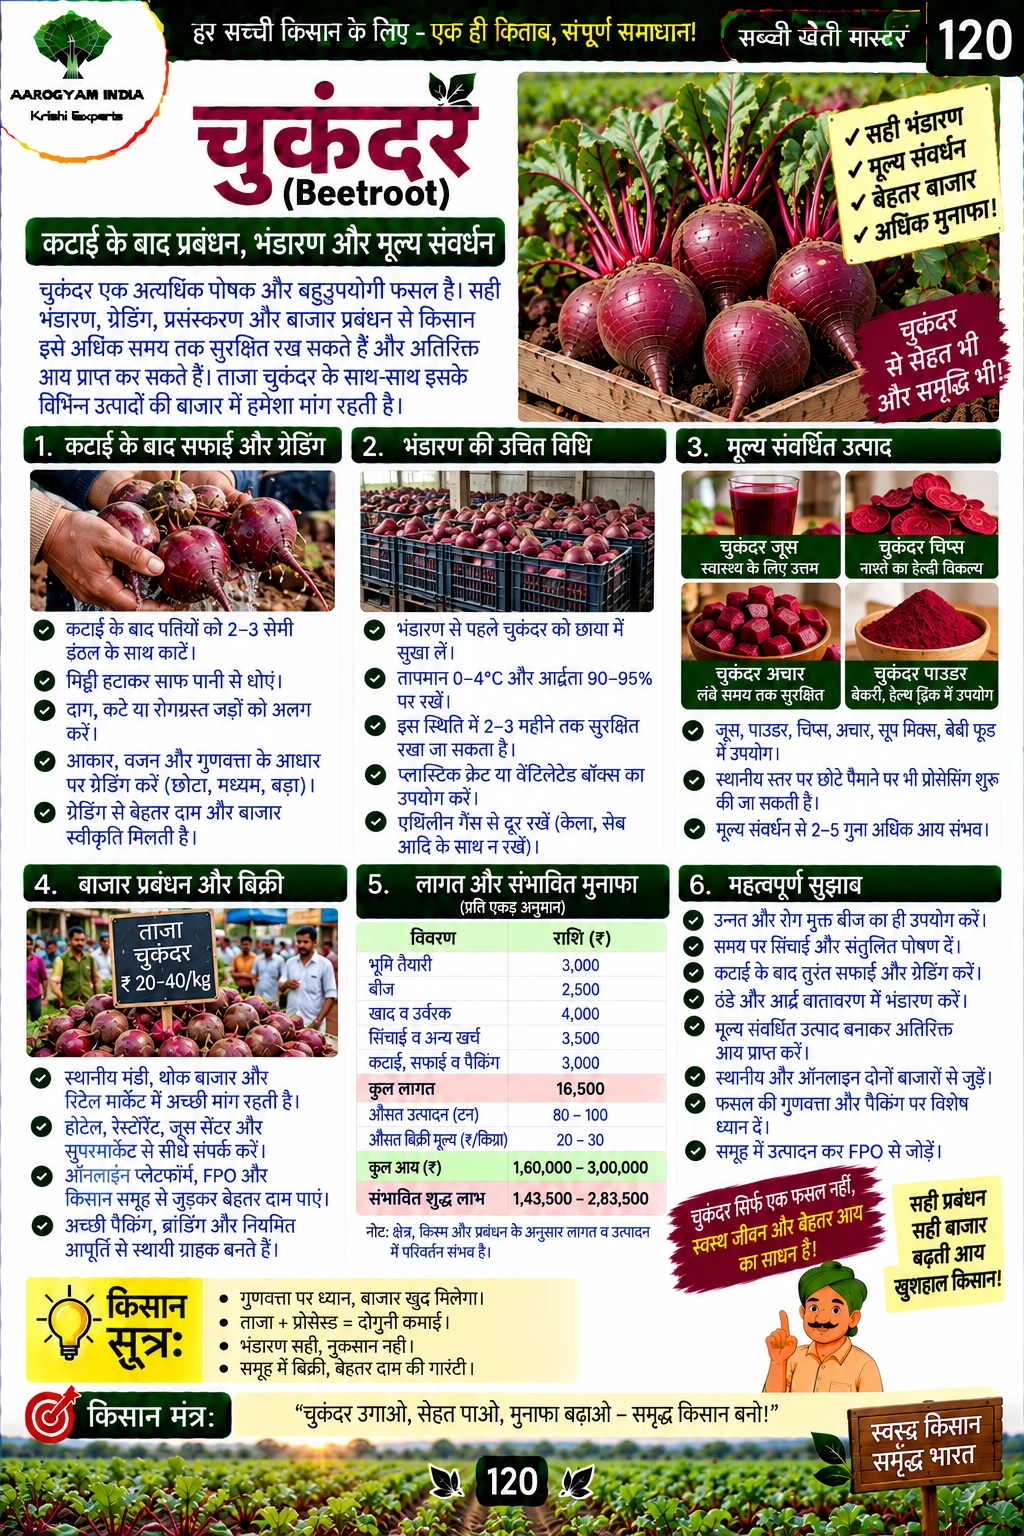 AAROGYAM INDIA
Krishi Experts
हर सच्ची किसान के लिए – एक ही किताब, संपूर्ण समाधान!
सब्जी खेती मास्टर
120
चुकंदर
(Beetroot)
कटाई के बाद प्रबंधन, भंडारण और मूल्य संवर्धन
चुकंदर एक अत्यधिक पोषक और बहुउपयोगी फसल है। सही
भंडारण, ग्रेडिंग, प्रसंस्करण और बाजार प्रबंधन से किसान
इसे अधिक समय तक सुरक्षित रख सकते हैं और अतिरिक्त
आय प्राप्त कर सकते हैं। ताजा चुकंदर के साथ-साथ इसके
विभिन्न उत्पादों की बाजार में हमेशा मांग रहती है।
✓ सही भंडारण
✓ मूल्य संवर्धन
✓ बेहतर बाजार
✓ अधिक मुनाफा!
चुकंदर
से सेहत भी
और समृद्धि भी!
1. कटाई के बाद सफाई और ग्रेडिंग
कटाई के बाद पतियों को 2–3 सेमी
इंठल के साथ काटें।
मिट्टी हटाकर साफ पानी से धोएं।
दाग, कटे या रोगग्रस्त जड़ों को अलग
करें।
आकार, वजन और गुणवत्ता के आधार
पर ग्रेडिंग करें (छोटा, मध्यम, बड़ा)।
ग्रेडिंग से बेहतर दाम और बाजार
स्वीकृति मिलती है।
2. भंडारण की उचित विधि
भंडारण से पहले चुकंदर को छाया में
सुखा लें।
तापमान 0–4°C और आर्द्रता 90–95%
पर रखें।
इस स्थिति में 2–3 महीने तक सुरक्षित
रखा जा सकता है।
प्लास्टिक क्रेट या वेंटिलेटेड बॉक्स का
उपयोग करें।
एथिलीन गैंस से दूर रखें (केला, सेब
आदि के साथ न रखें)।
3. मूल्य संवर्धित उत्पाद
चुकंदर जूस
स्वास्थ्य के लिए उत्तम
चुकंदर चिप्स
नाश्ते का हेल्दी विकल्प
चुकंदर अचार
लंबे समय तक सुरक्षित
चुकंदर पाउडर
बेकरी, हेल्थ ड्रिंक में उपयोग
जूस, पाउडर, चिप्स, अचार, सूप मिक्स, बेबी फूड
में उपयोग।
स्थानीय स्तर पर छोटे पैमाने पर भी प्रोसेसिंग शुरू
की जा सकती है।
मूल्य संवर्धन से 2–5 गुना अधिक आय संभव।
4. बाजार प्रबंधन और बिक्री
ताजा
चुकंदर
₹ 20-40/kg
स्थानीय मंडी, थोक बाजार और
रिटेल मार्केट में अच्छी मांग रहती है।
होटेल, रेस्टोरेंट, जूस सेंटर और
सुपरमार्केट से सीधे संपर्क करें।
ऑनलाइन प्लेटफॉर्म, FPO और
किसान समूह से जुड़कर बेहतर दाम पाएं।
अच्छी पैकिंग, ब्रांडिंग और नियमित
आपूर्ति से स्थायी ग्राहक बनते हैं।
5. लागत और संभावित मुनाफा
(प्रति एकड़ अनुमान)
विवरण राशि (₹)
भूमि तैयारी 3,000
बीज 2,500
खाद व उर्वरक 4,000
सिंचाई व अन्य खर्च 3,500
कटाई, सफाई व पैकिंग 3,000
कुल लागत 16,500
औसत उत्पादन (टन) 80 – 100
औसत बिक्री मूल्य (₹/किग्रा) 20 – 30
कुल आय (₹) 1,60,000 – 3,00,000
संभावित शुद्ध लाभ 1,43,500 – 2,83,500
नोट: क्षेत्र, किस्म और प्रबंधन के अनुसार लागत व उत्पादन
में परिवर्तन संभव है।
6. महत्वपूर्ण सुझाब
उन्नत और रोग मुक्त बीज का ही उपयोग करें।
समय पर सिंचाई और संतुलित पोषण दें।
कटाई के बाद तुरंत सफाई और ग्रेडिंग करें।
ठंडे और आर्द्र वातावरण में भंडारण करें।
मूल्य संवर्धित उत्पाद बनाकर अतिरिक्त
आय प्राप्त करें।
स्थानीय और ऑनलाइन दोनों बाजारों से जुड़ें।
फसल की गुणवत्ता और पैकिंग पर विशेष
ध्यान दें।
समूह में उत्पादन कर FPO से जोड़ें।
चुकंदर सिर्फ एक फसल नहीं,
स्वस्थ जीवन और बेहतर आय
का साधन है!
सही प्रबंधन
सही बाजार
बढ़ती आय
खुशहाल किसान!
किसान
सूत्र:
• गुणवत्ता पर ध्यान, बाजार खुद मिलेगा।
• ताजा + प्रोसेस्ड = दोगुनी कमाई।
• भंडारण सही, नुकसान नही।
• समूह में बिक्री, बेहतर दाम की गारंटी।
किसान मंत्र:
“चुकंदर उगाओ, सेहत पाओ, मुनाफा बढ़ाओ – समृद्ध किसान बनो!”
स्वस्द्र किसान
समृंद्ध भारत
120